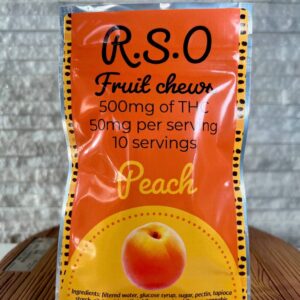 R.S.O
Fruit chews
500mg of THC
50mg per serving
10 servings
Peach
Ingredients: filtered water, glucose syrup, sugar, pectin, tapioca